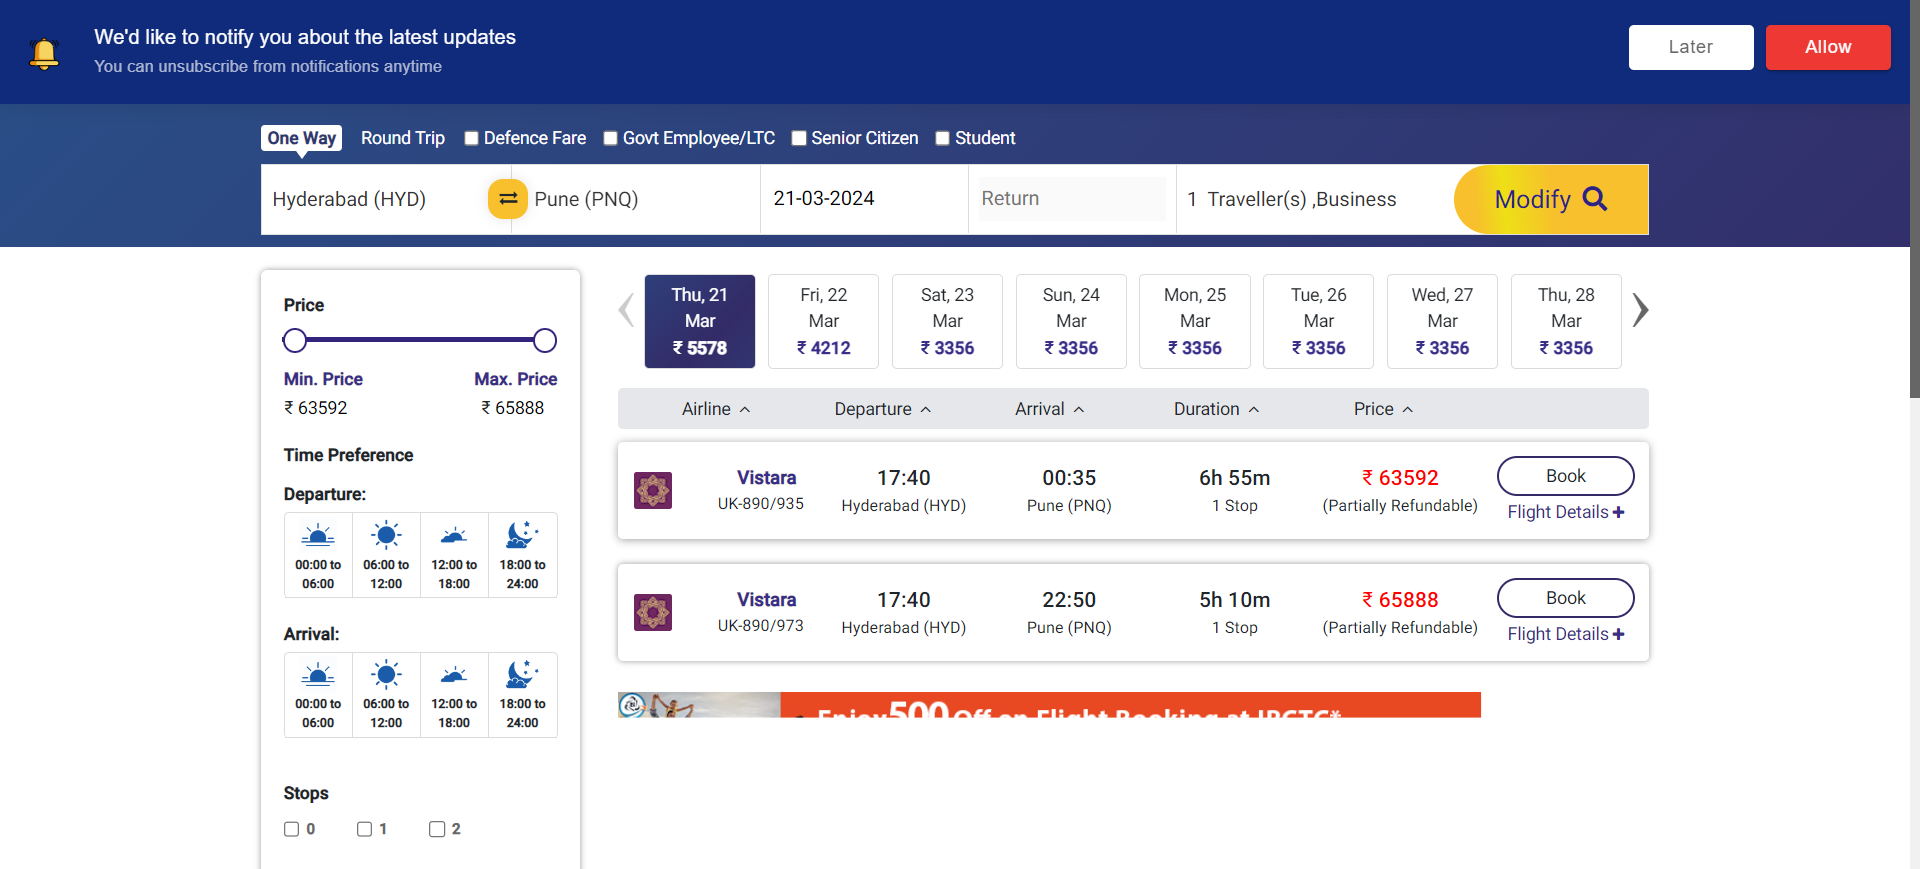 We'd like to notify you about the latest updates
You can unsubscribe from notifications anytime
Later
Allow
One Way
Round Trip
Defence Fare
Govt Employee/LTC
Senior Citizen
Student
Hyderabad (HYD)
Pune (PNQ)
21-03-2024
Return
1 Traveller(s) ,Business
Modify
Price
Min. Price
Max. Price
₹ 63592
₹ 65888
Time Preference
Departure:
00:00 to
06:00
06:00 to
12:00
12:00 to
18:00
18:00 to
24:00
Arrival:
00:00 to
06:00
06:00 to
12:00
12:00 to
18:00
18:00 to
24:00
Stops
0
1
2
Thu, 21
Mar
₹ 5578
Fri, 22
Mar
₹ 4212
Sat, 23
Mar
₹ 3356
Sun, 24
Mar
₹ 3356
Mon, 25
Mar
₹ 3356
Tue, 26
Mar
₹ 3356
Wed, 27
Mar
₹ 3356
Thu, 28
Mar
₹ 3356
Airline
Departure
Arrival
Duration
Price
Vistara
UK-890/935
17:40
Hyderabad (HYD)
00:35
Pune (PNQ)
6h 55m
1 Stop
₹ 63592
(Partially Refundable)
Book
Flight Details
Vistara
UK-890/973
17:40
Hyderabad (HYD)
22:50
Pune (PNQ)
5h 10m
1 Stop
₹ 65888
(Partially Refundable)
Book
Flight Details
Enjoy 500 Off on Flight Booking at IRCTC*